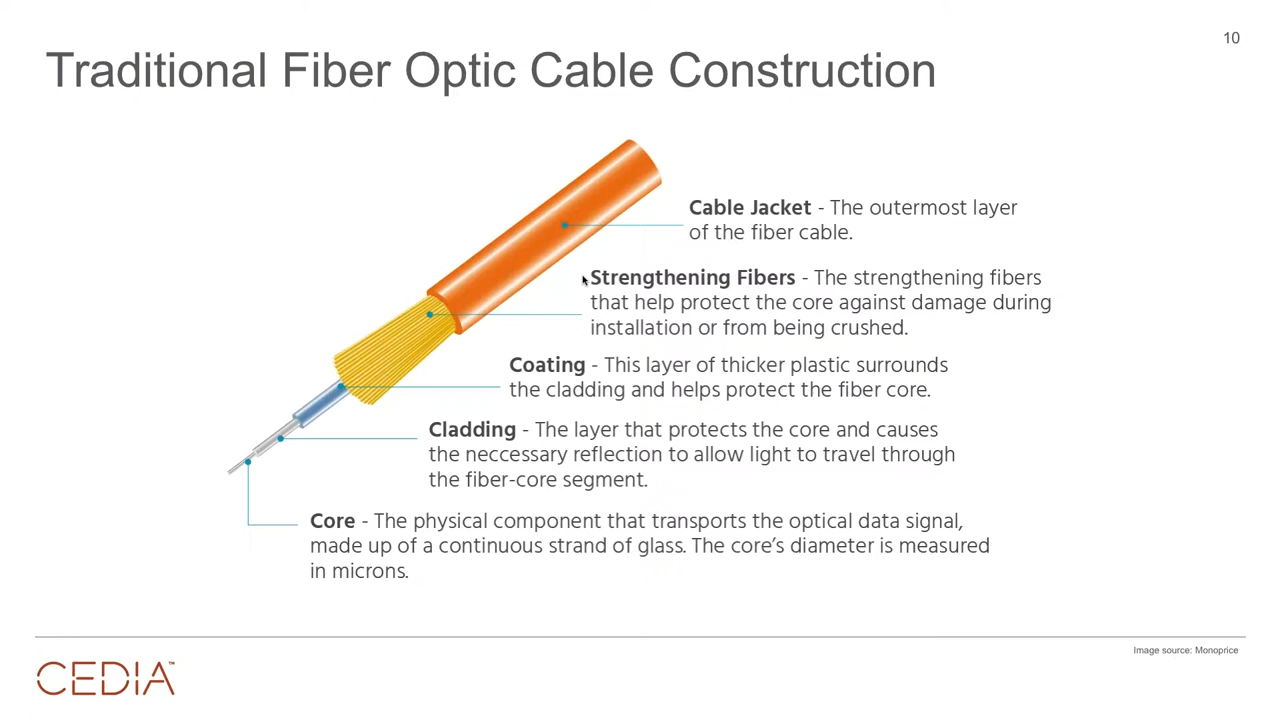 10
Traditional Fiber Optic Cable Construction
Cable Jacket - The outermost layer
of the fiber cable.
Strengthening Fibers - The strengthening fibers
that help protect the core against damage during
installation or from being crushed.
Coating - This layer of thicker plastic surrounds
the cladding and helps protect the fiber core.
Cladding - The layer that protects the core and causes
the neccessary reflection to allow light to travel through
the fiber-core segment.
Core - The physical component that transports the optical data signal,
made up of a continuous strand of glass. The core's diameter is measured
in microns.
Image source: Monoprice
CEDIA™